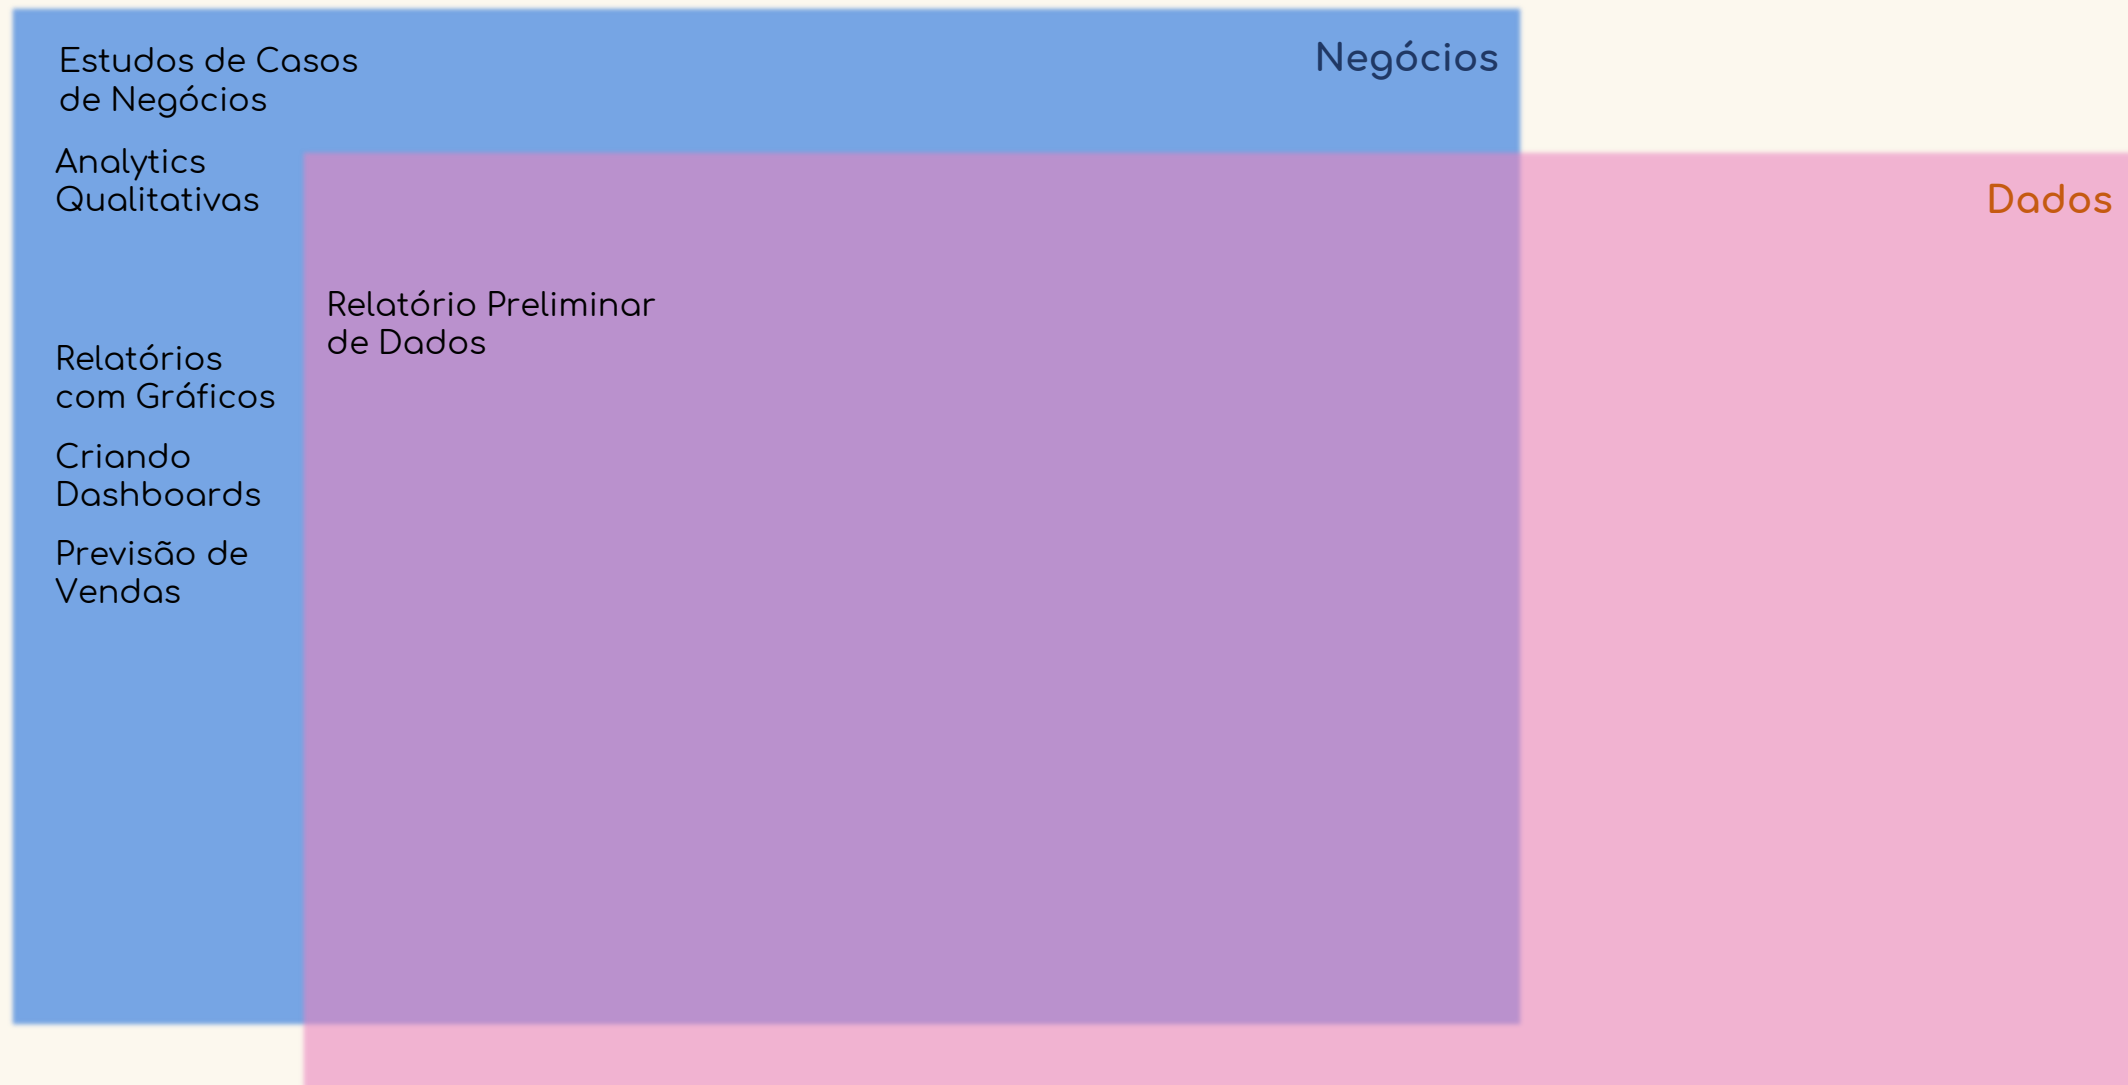 Estudos de Casos
de Negócios
Negócios
Analytics
Qualitativas
Dados
Relatório Preliminar
de Dados
Relatórios
com Gráficos
Criando
Dashboards
Previsão de
Vendas